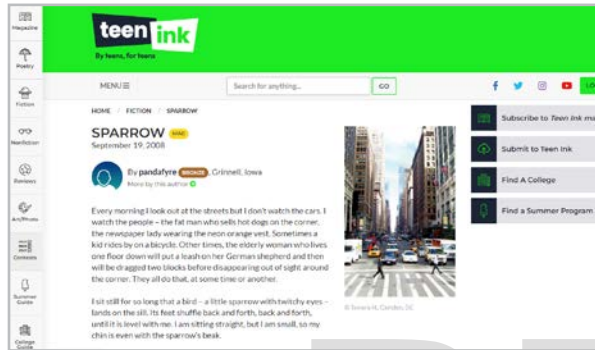 teen ink
By teens, for teens
Magazine
Poetry
Fiction
Nonfiction
Reviews
Art/Photo
Contests
Summer
Guide
College
Guide
MENU
Search for anything...
GO
HOME / FICTION / SPARROW
SPARROW MAG
September 19, 2008
By pandafyre BRONZE, Grinnell, Iowa
More by this author
Every morning I look out at the streets but I don't watch the cars. I
watch the people – the fat man who sells hot dogs on the corner,
the newspaper lady wearing the neon orange vest. Sometimes a
kid rides by on a bicycle. Other times, the elderly woman who lives
one floor down will put a leash on her German shepherd and then
will be dragged two blocks before disappearing out of sight around
the corner. They all do that, at some time or another.
I sit still for so long that a bird – a little sparrow with twitchy eyes –
lands on the sill. Its feet shuffle back and forth, back and forth,
until it is level with me. I am sitting straight, but I am small, so my
chin is even with the sparrow's beak.
Subscribe to Teen Ink ma
Submit to Teen Ink
Find A College
Find a Summer Program